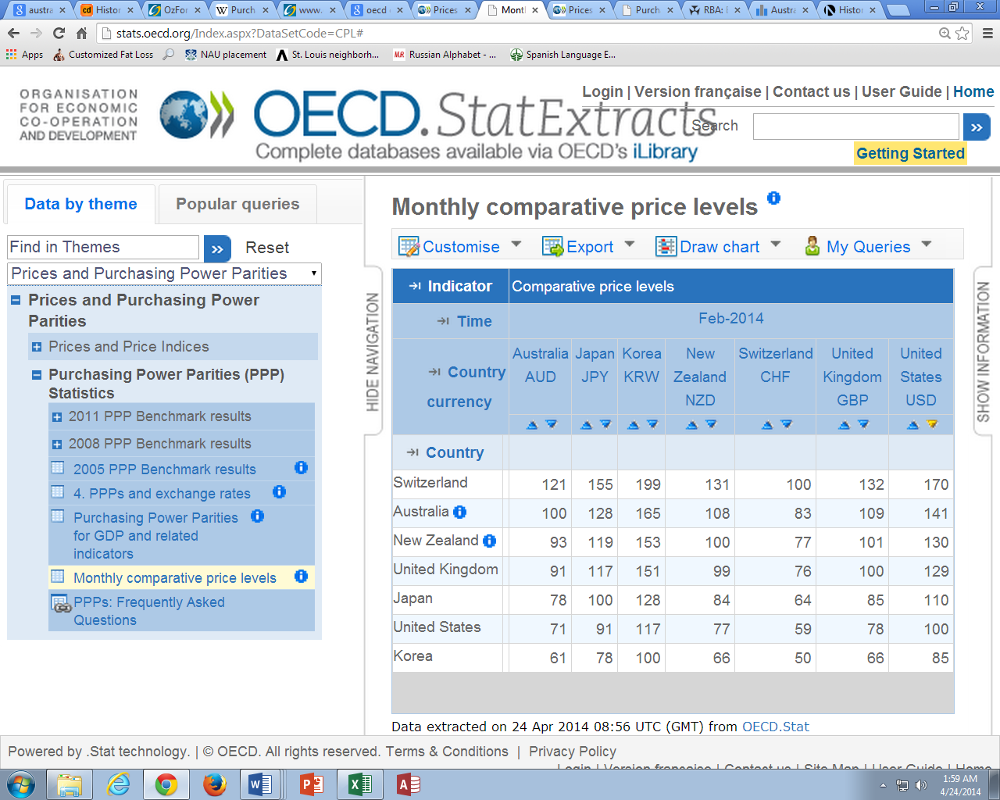 austra
Histor
OzFor
Purch
www.
oecd
Prices
Montl
Prices
Purch
RBA:
Austra
Histor
stats.oecd.org/Index.aspx?DataSetCode=CPL#
Apps
Customized Fat Loss
NAU placement
St. Louis neighborh...
Russian Alphabet - ...
Spanish Language E...
ORGANISATION
FOR ECONOMIC
CO-OPERATION
AND DEVELOPMENT
OECD.StatExtracts
Complete databases available via OECD's iLibrary
Login | Version française | Contact us | User Guide | Home
Search
»
Getting Started
Data by theme
Popular queries
Find in Themes
»
Reset
Prices and Purchasing Power Parities
Prices and Purchasing Power
Parities
Prices and Price Indices
Purchasing Power Parities (PPP)
Statistics
2011 PPP Benchmark results
2008 PPP Benchmark results
2005 PPP Benchmark results
4. PPPs and exchange rates
Purchasing Power Parities
for GDP and related
indicators
Monthly comparative price levels
PPPs: Frequently Asked
Questions
HIDE NAVIGATION
Monthly comparative price levels
Customise
Export
Draw chart
My Queries
Indicator Comparative price levels
Time Feb-2014
Country
currency
Australia AUD
Japan JPY
Korea KRW
New Zealand NZD
Switzerland CHF
United Kingdom GBP
United States USD
Country
Switzerland 121 155 199 131 100 132 170
Australia 100 128 165 108 83 109 141
New Zealand 93 119 153 100 77 101 130
United Kingdom 91 117 151 99 76 100 129
Japan 78 100 128 84 64 85 110
United States 71 91 117 77 59 78 100
Korea 61 78 100 66 50 66 85
SHOW INFORMATION
Data extracted on 24 Apr 2014 08:56 UTC (GMT) from OECD.Stat
Powered by .Stat technology. | © OECD. All rights reserved. Terms & Conditions | Privacy Policy
Login | Version française | Contact us | Site Map | User Guide | Home
1:59 AM
4/24/2014